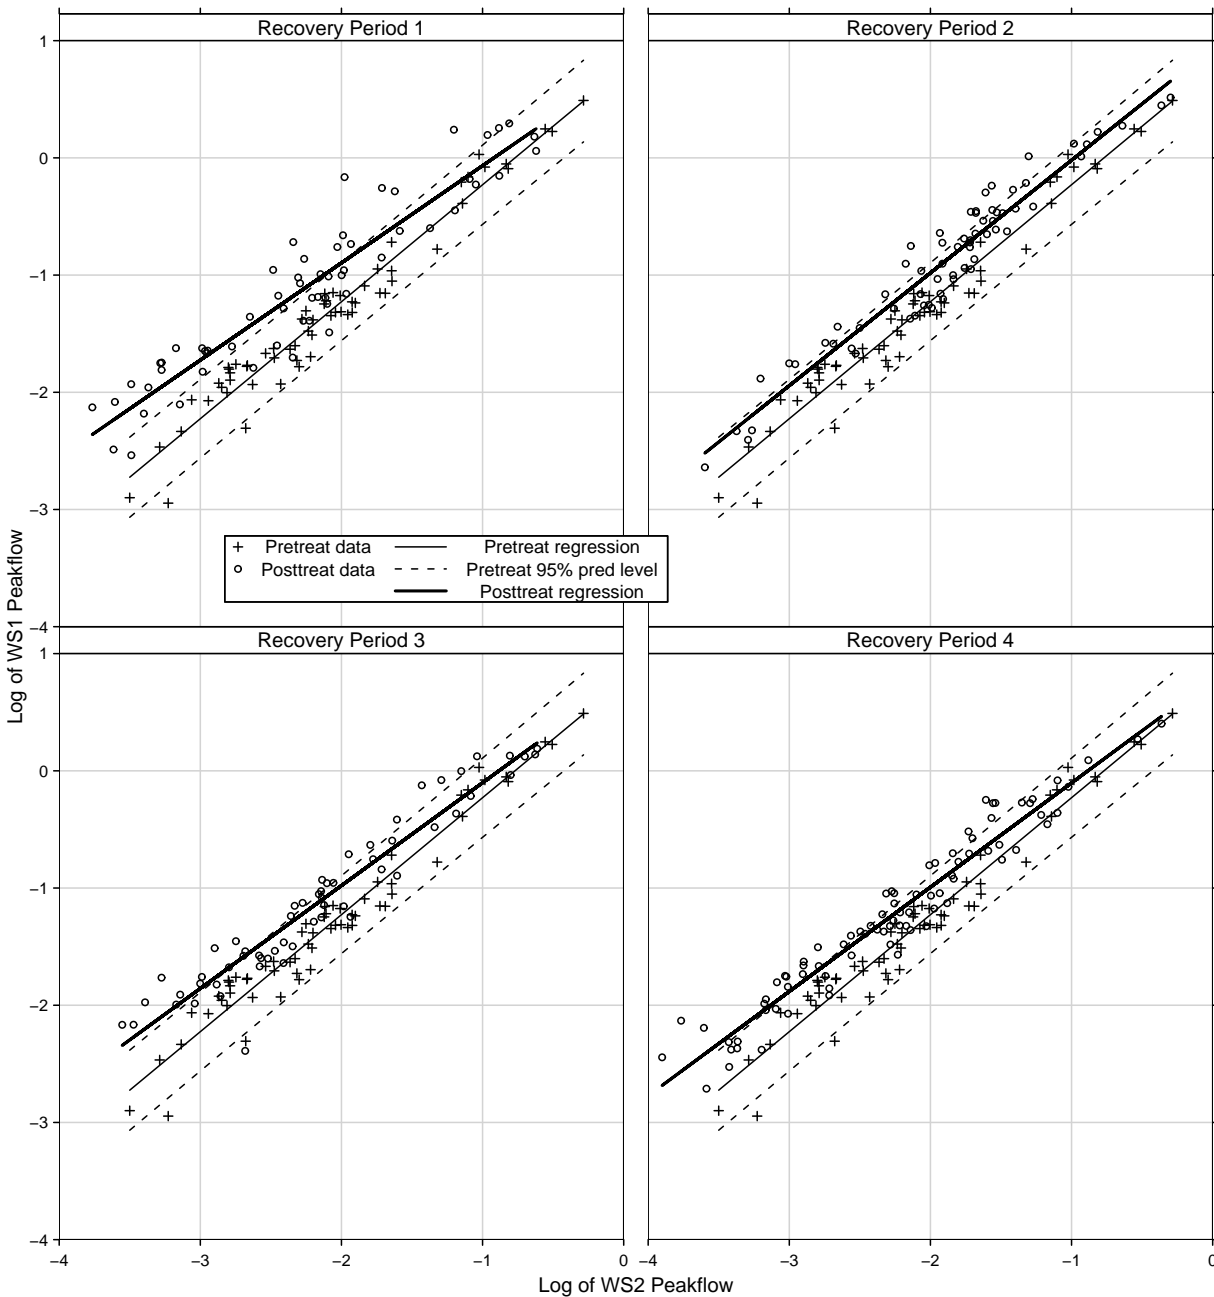 Recovery Period 1
Recovery Period 2
1
0
−1
−2
−3
−4
Pretreat data
Pretreat regression
Posttreat data
Pretreat 95% pred level
Posttreat regression
Recovery Period 3
Recovery Period 4
1
0
−1
−2
−3
−4
−4
−3
−2
−1
0
−4
−3
−2
−1
0
Log of WS1 Peakflow
Log of WS2 Peakflow